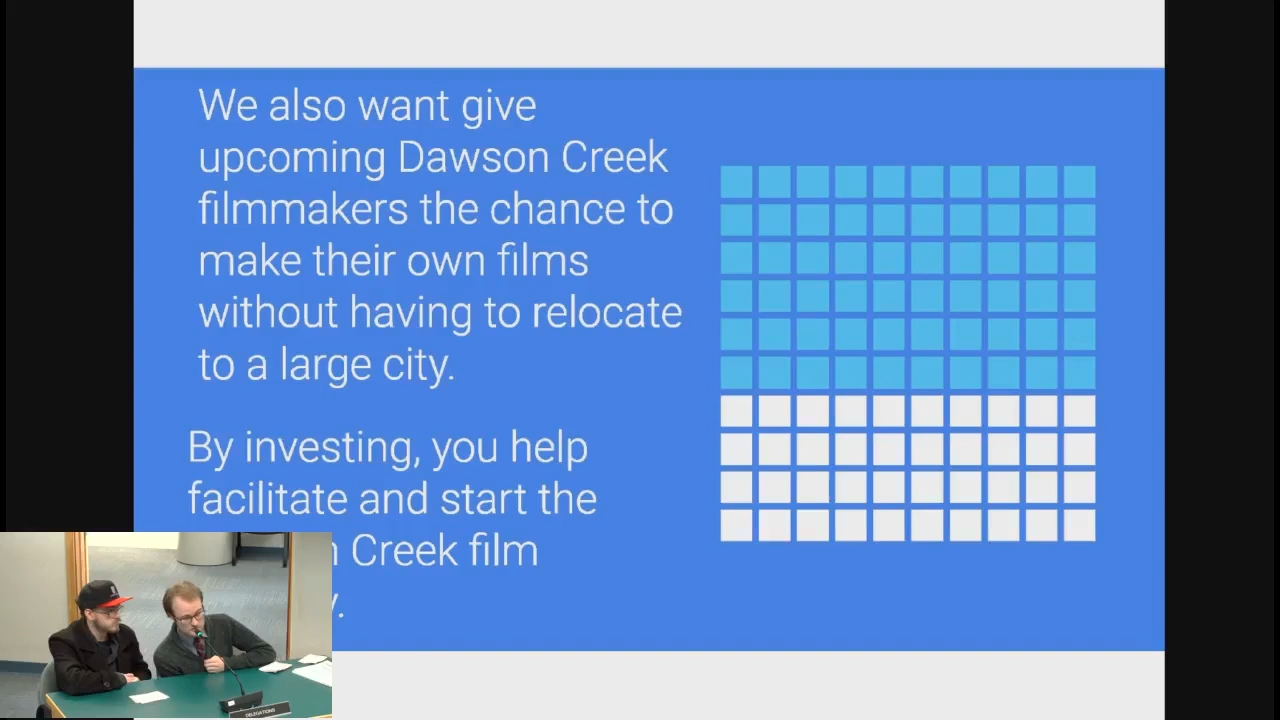 We also want give
upcoming Dawson Creek
filmmakers the chance to
make their own films
without having to relocate
to a large city.
By investing, you help
facilitate and start the
Creek film
DELEGATIONS